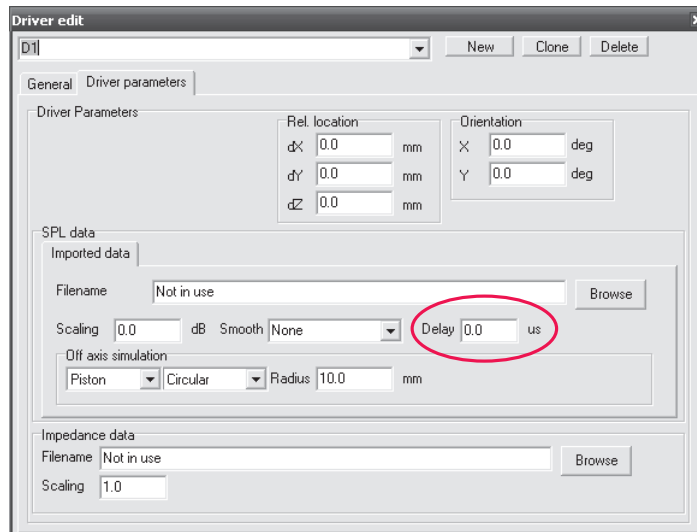 Driver edit
D1
New Clone Delete
General Driver parameters
Driver Parameters
Rel. location Orientation
dX 0.0 mm X 0.0 deg
dY 0.0 mm Y 0.0 deg
dZ 0.0 mm
SPL data
Imported data
Filename Not in use Browse
Scaling 0.0 dB Smooth None Delay 0.0 us
Off axis simulation
Piston Circular Radius 10.0 mm
Impedance data
Filename Not in use Browse
Scaling 1.0